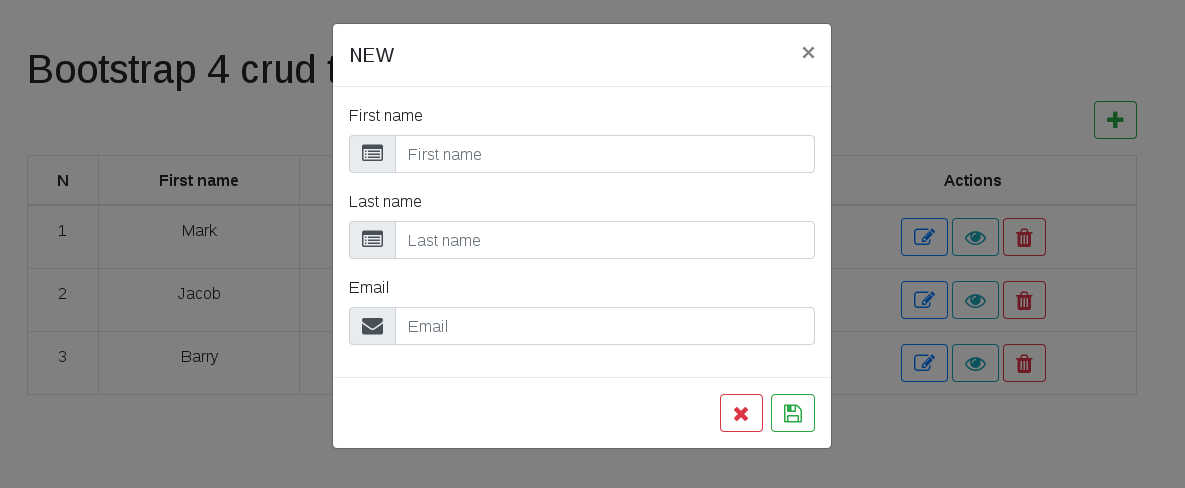 NEW ×
Bootstrap 4 crud
First name
First name
N First name Actions
Last name
1 Mark
Last name
Email
2 Jacob
Email
3 Barry